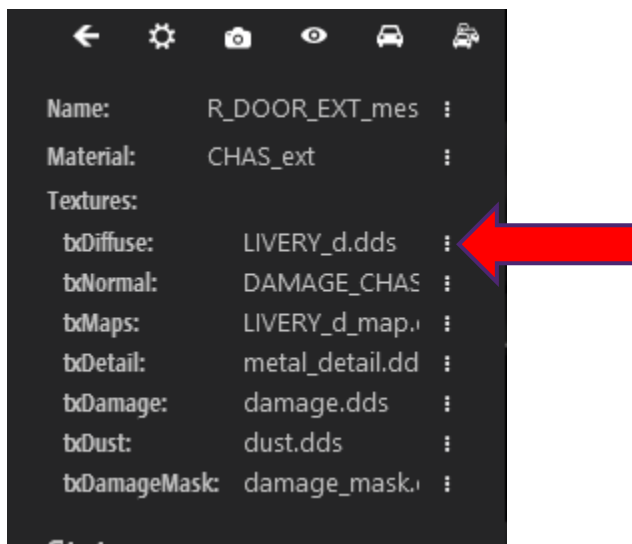 Name: R_DOOR_EXT_mes
Material: CHAS_ext
Textures:
txDiffuse: LIVERY_d.dds
txNormal: DAMAGE_CHAS
txMaps: LIVERY_d_map.
txDetail: metal_detail.dd
txDamage: damage.dds
txDust: dust.dds
txDamageMask: damage_mask.